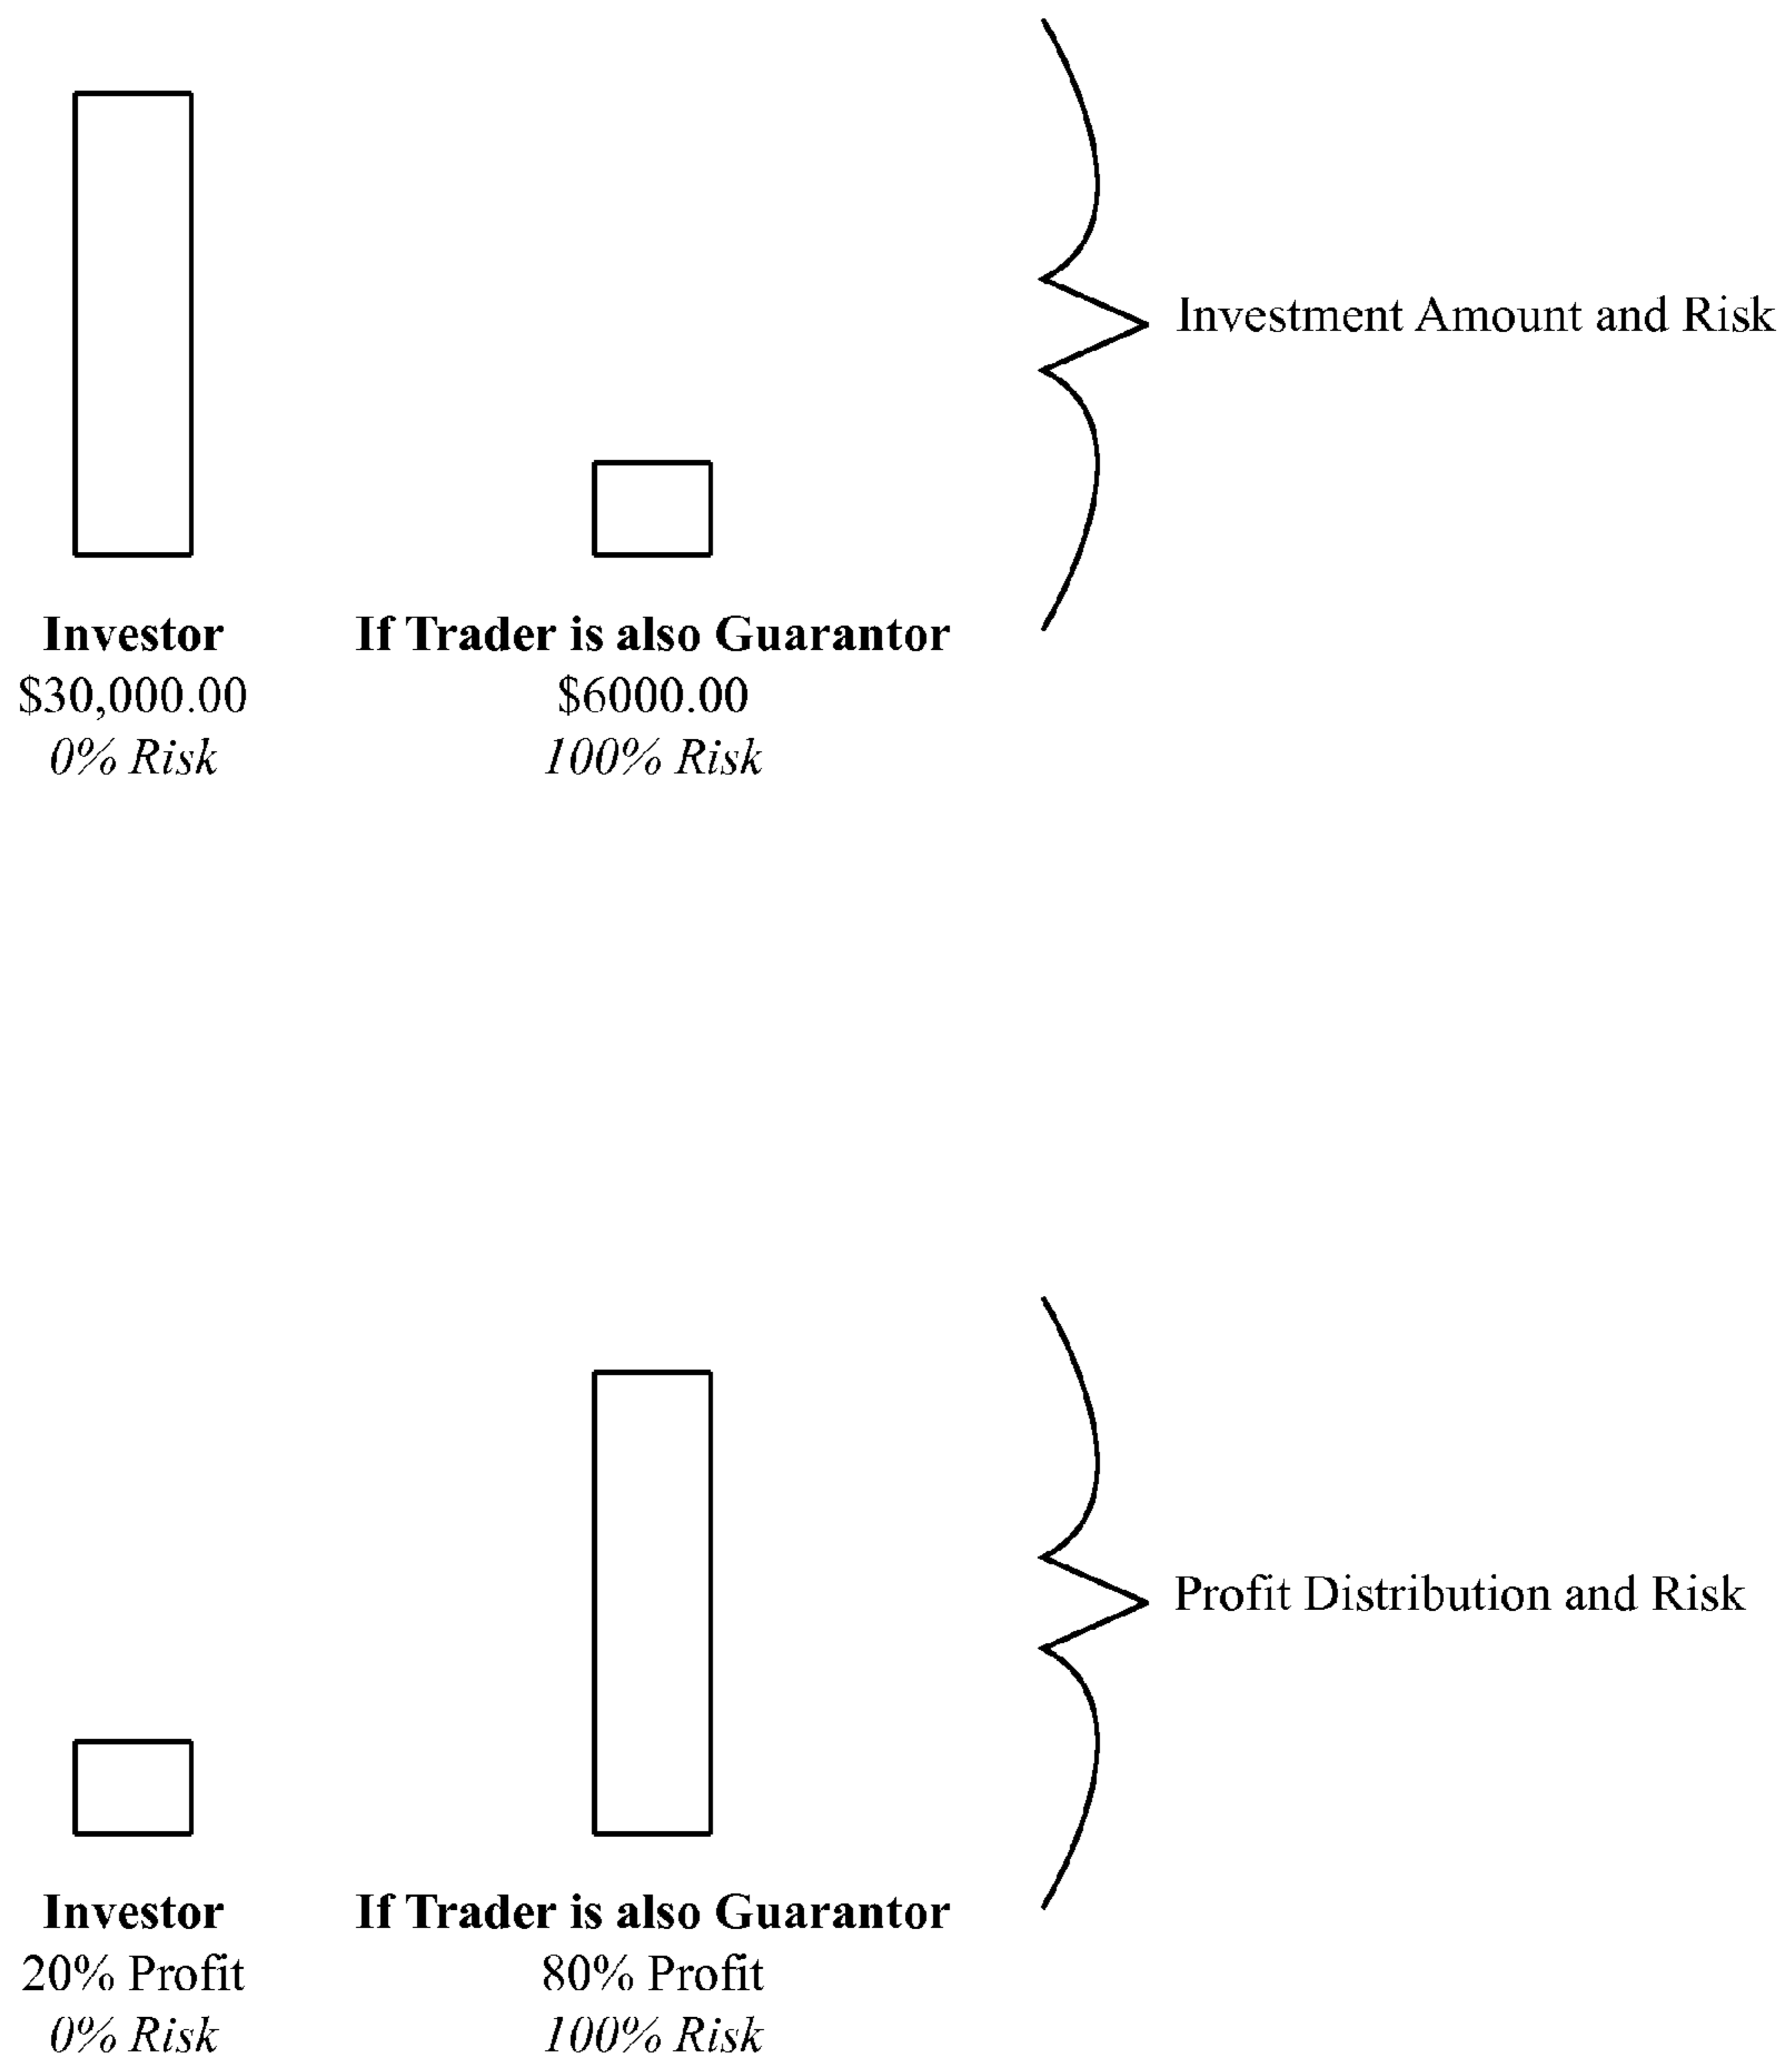 Investment Amount and Risk
Investor
$30,000.00
0% Risk
If Trader is also Guarantor
$6000.00
100% Risk
Profit Distribution and Risk
Investor
20% Profit
0% Risk
If Trader is also Guarantor
80% Profit
100% Risk